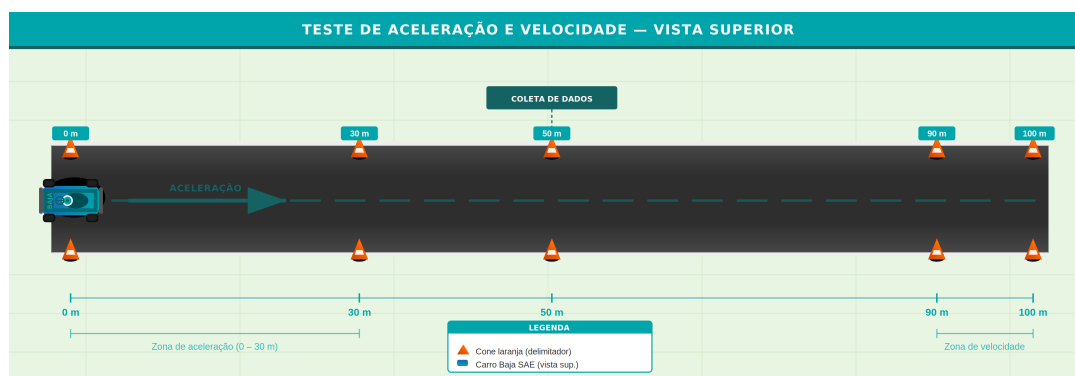 TESTE DE ACELERAÇÃO E VELOCIDADE — VISTA SUPERIOR
COLETA DE DADOS
0 m
30 m
50 m
90 m
100 m
ACELERAÇÃO
BAJA
0 m
30 m
50 m
90 m
100 m
Zona de aceleração (0 – 30 m)
Zona de velocidade
LEGENDA
Cone laranja (delimitador)
Carro Baja SAE (vista sup.)